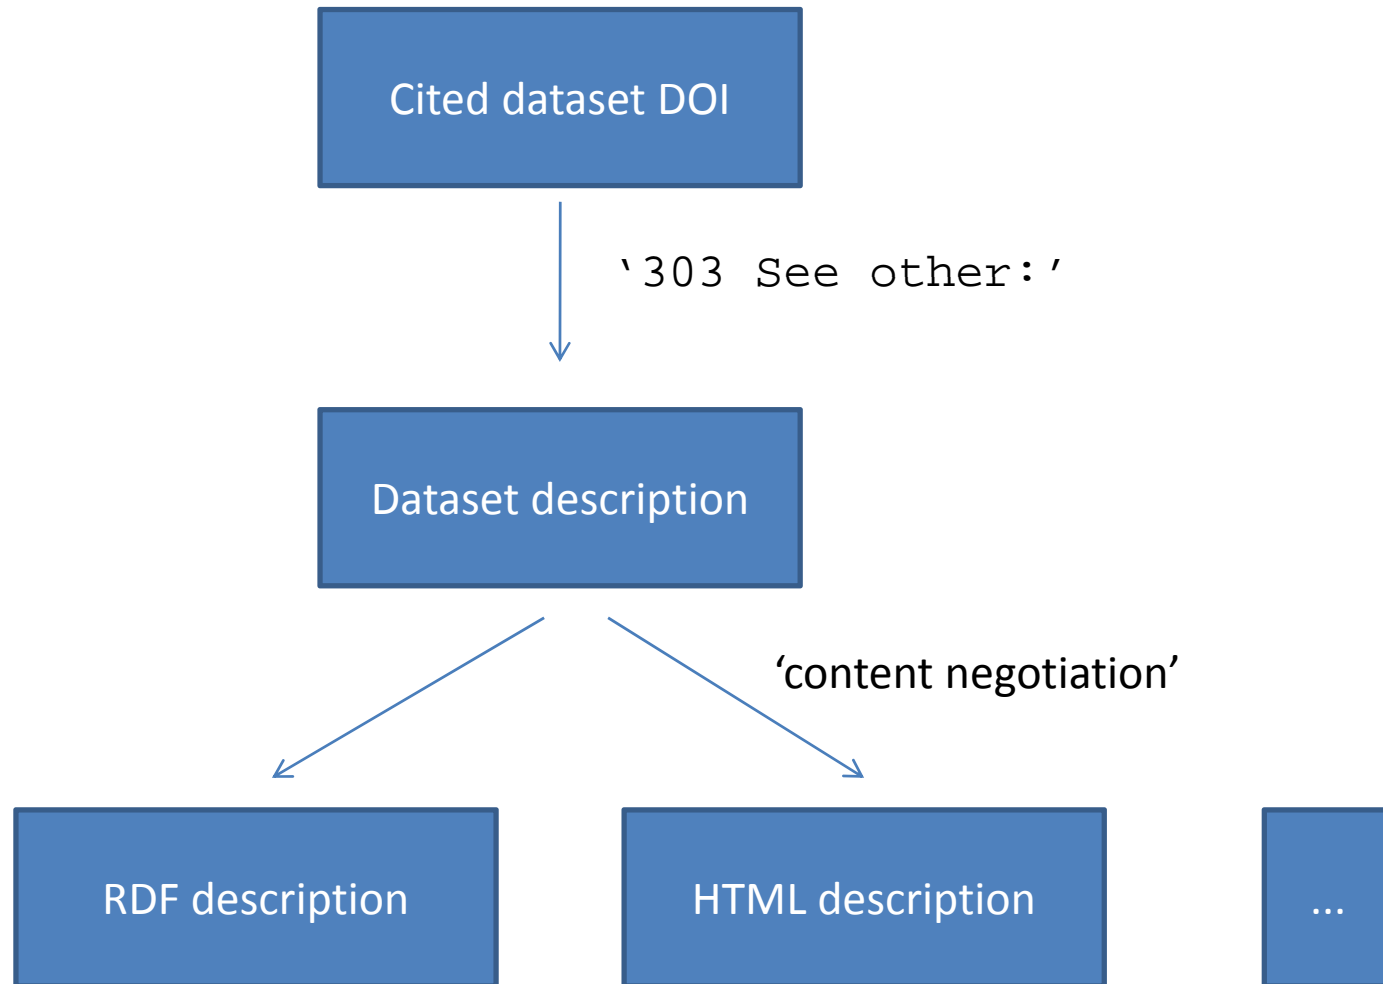 Cited dataset DOI
‘303 See other:’
Dataset description
‘content negotiation’
RDF description
HTML description
...